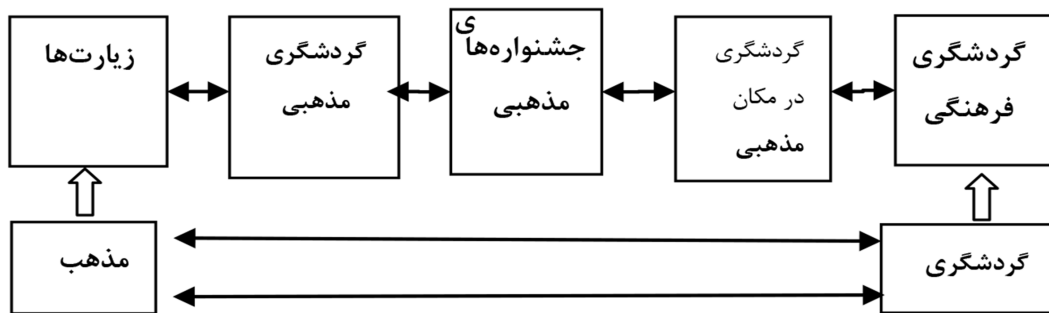 گردشگری
فرهنگی
گردشگری
در مکان
مذهبی
جشنواره‌های
مذهبی
گردشگری
مذهبی
زیارت‌ها
گردشگری
مذهب